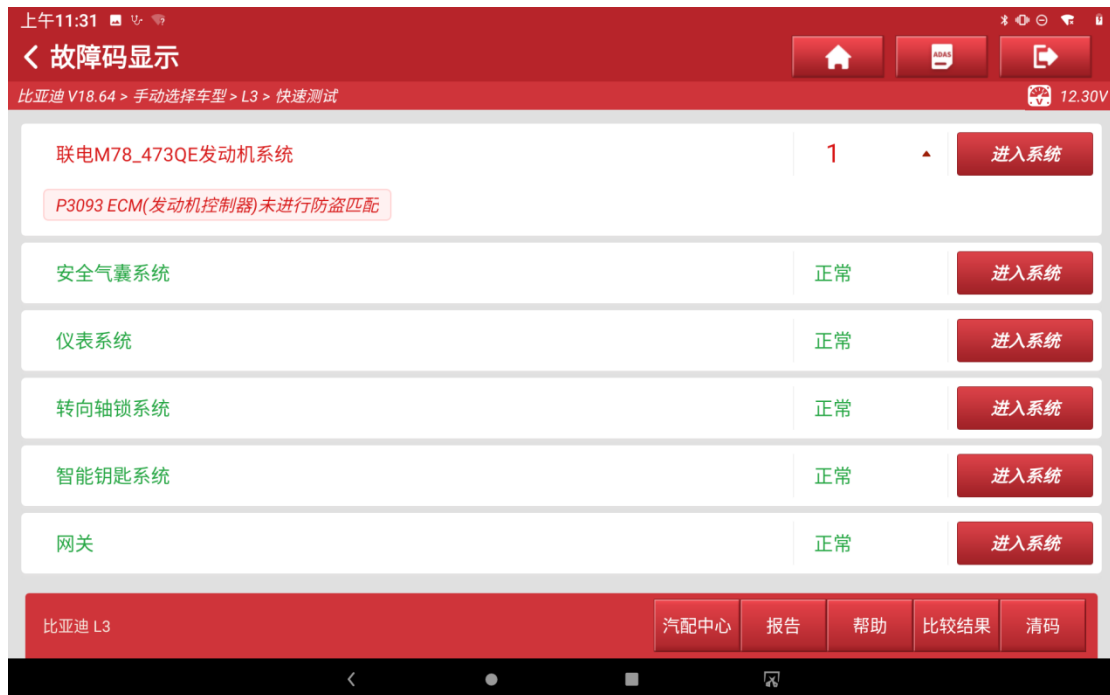 上午11:31
故障码显示
ADAS
比亚迪 V18.64 > 手动选择车型 > L3 > 快速测试
12.30V
联电M78_473QE发动机系统 1 进入系统
P3093 ECM(发动机控制器)未进行防盗匹配
安全气囊系统 正常 进入系统
仪表系统 正常 进入系统
转向轴锁系统 正常 进入系统
智能钥匙系统 正常 进入系统
网关 正常 进入系统
比亚迪 L3 汽配中心 报告 帮助 比较结果 清码